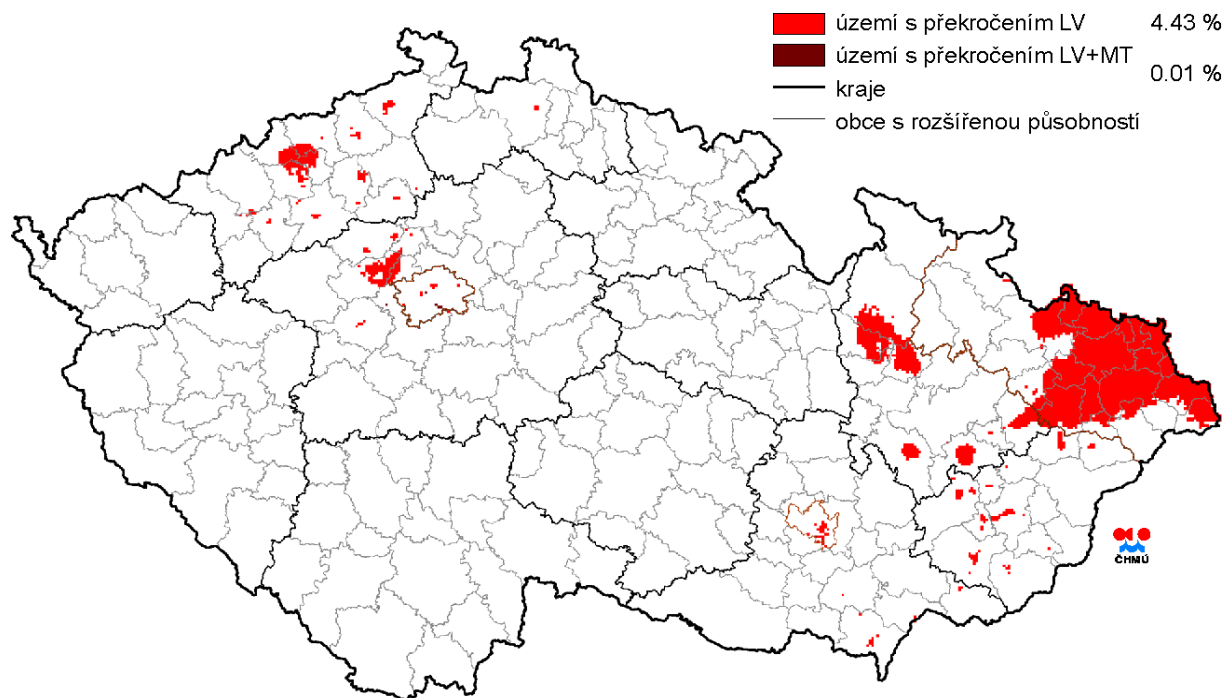 území s překročením LV 4.43 %
území s překročením LV+MT 0.01 %
kraje
obce s rozšířenou působností
ČHMÚ